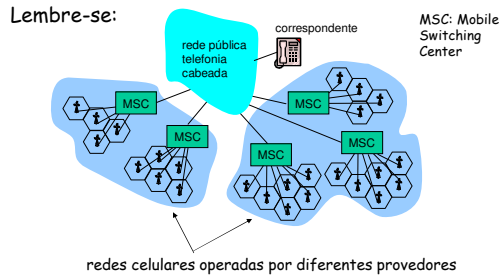 Lembre-se:
correspondente
MSC: Mobile
Switching
Center
rede pública
telefonia
cabeada
MSC
MSC
MSC
MSC
MSC
redes celulares operadas por diferentes provedores